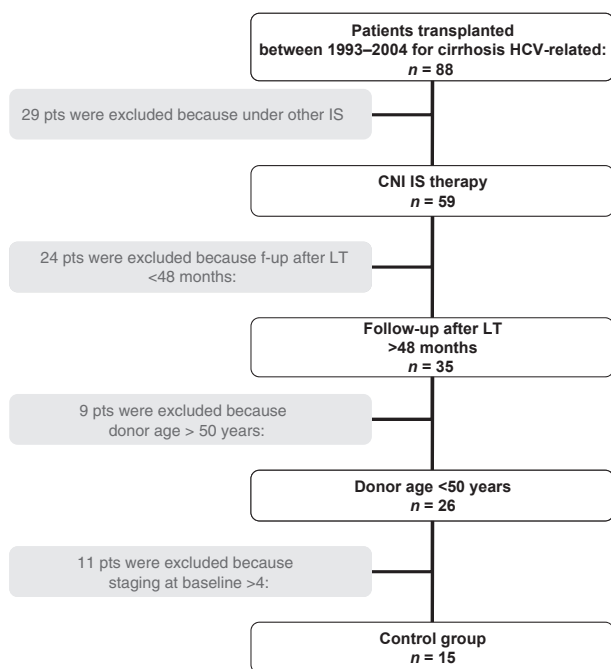 Patients transplanted
between 1993–2004 for cirrhosis HCV-related:
n = 88
29 pts were excluded because under other IS
CNI IS therapy
n = 59
24 pts were excluded because f-up after LT
<48 months:
Follow-up after LT
>48 months
n = 35
9 pts were excluded because
donor age > 50 years:
Donor age <50 years
n = 26
11 pts were excluded because
staging at baseline >4:
Control group
n = 15